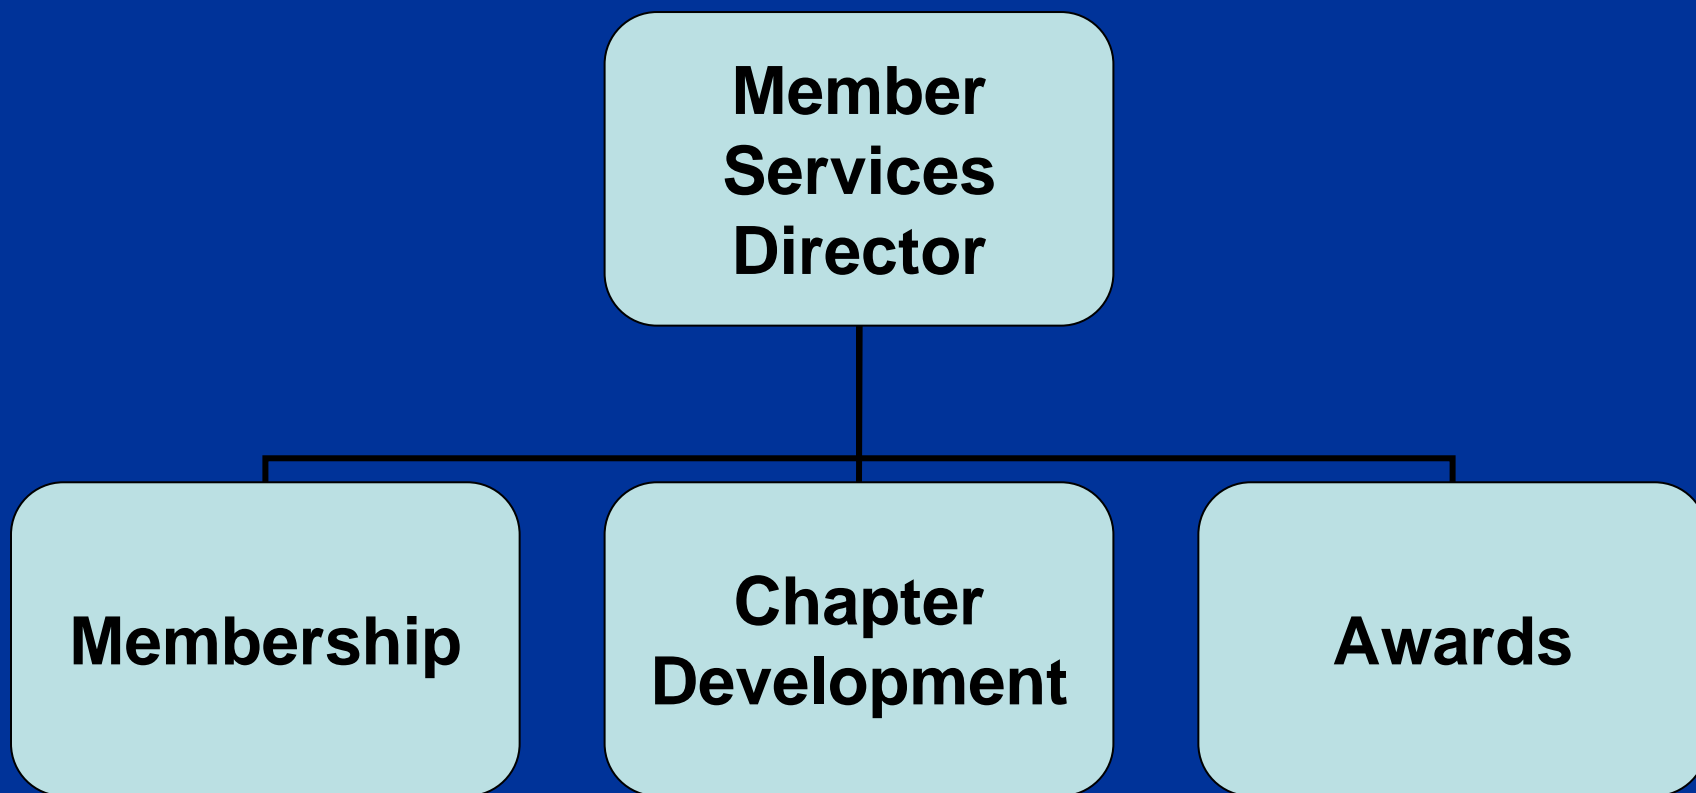 Member
Services
Director
Membership
Chapter
Development
Awards